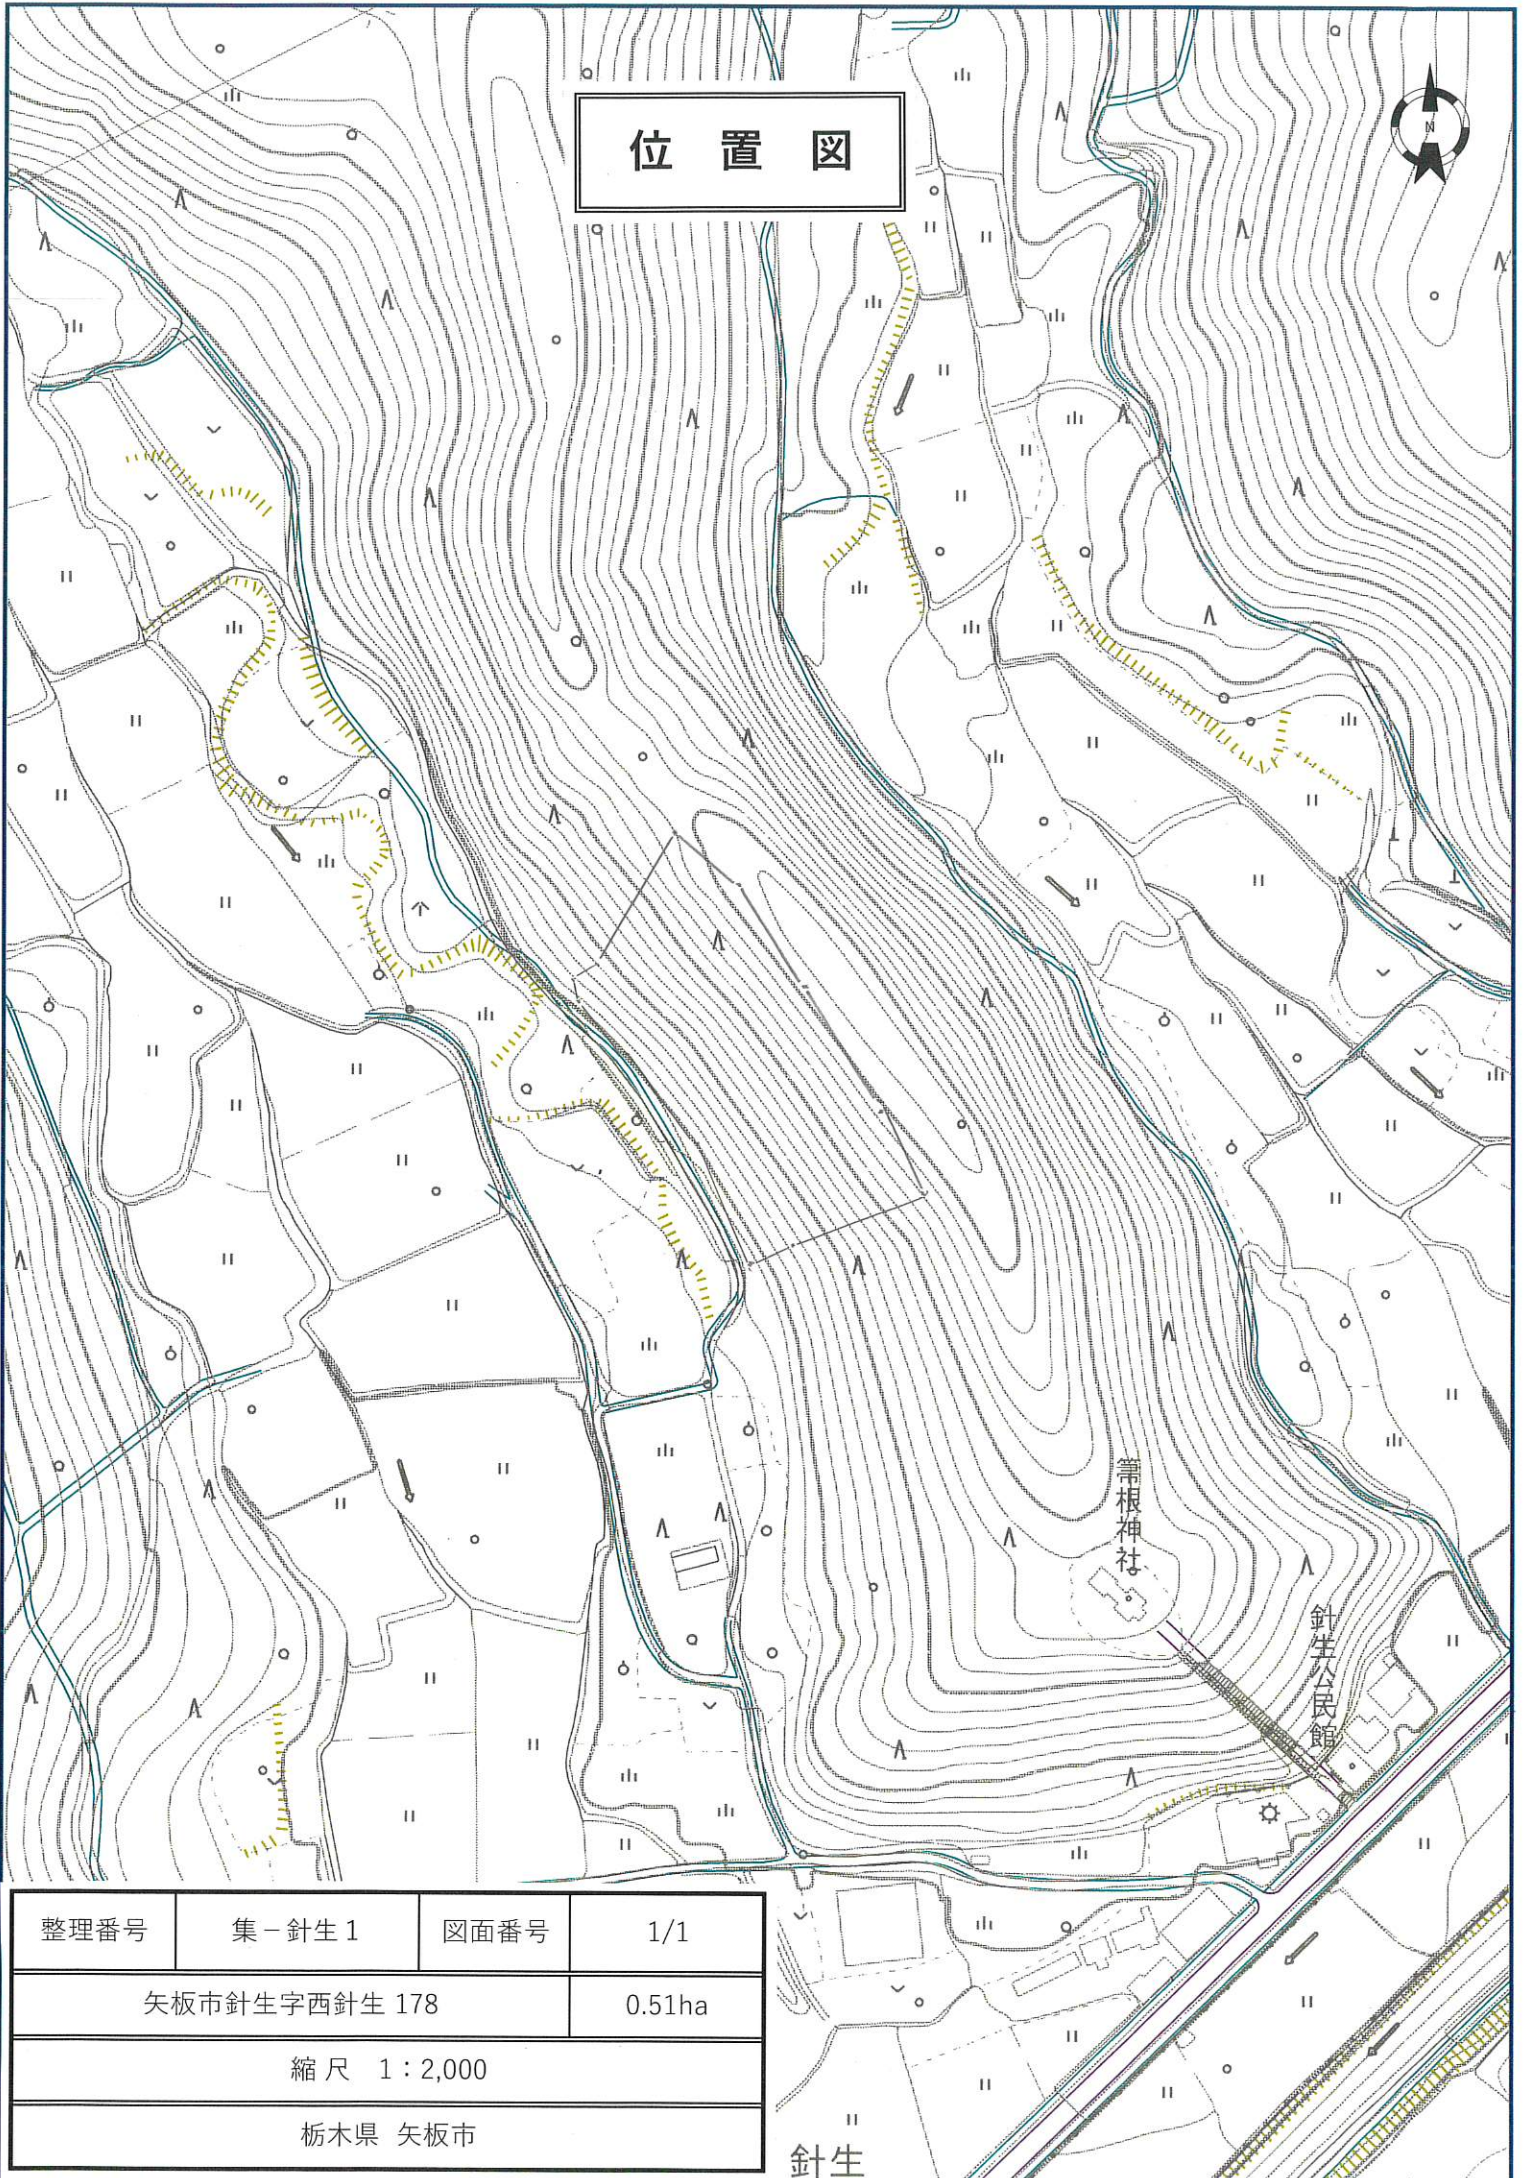 位置図
N
箒根神社
針生公民館
整理番号 集－針生１ 図面番号 1/1
矢板市針生字西針生 178 0.51ha
縮尺 1：2,000
栃木県 矢板市
針生